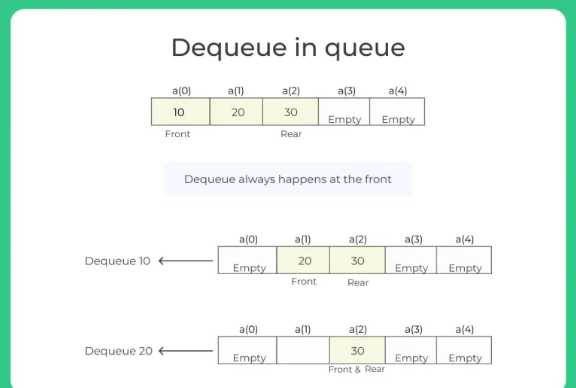 Dequeue in queue
a(0) a(1) a(2) a(3) a(4)
10 20 30 Empty Empty
Front Rear
Dequeue always happens at the front
a(0) a(1) a(2) a(3) a(4)
Dequeue 10 Empty 20 30 Empty Empty
Front Rear
a(0) a(1) a(2) a(3) a(4)
Dequeue 20 Empty 30 Empty Empty
Front & Rear